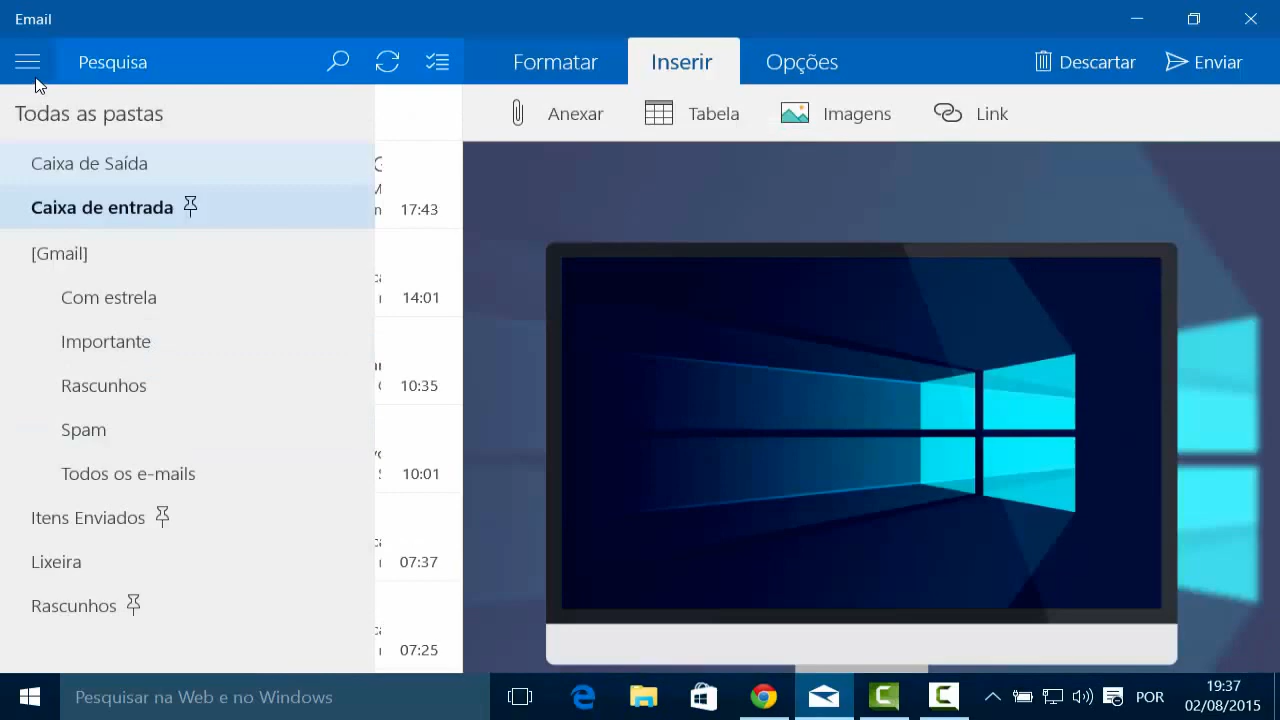 Email
Pesquisa
Formatar
Inserir
Opções
Descartar
Enviar
Todas as pastas
Anexar
Tabela
Imagens
Link
Caixa de Saída
Caixa de entrada
17:43
[Gmail]
Com estrela
14:01
Importante
Rascunhos
10:35
Spam
Todos os e-mails
10:01
Itens Enviados
Lixeira
07:37
Rascunhos
07:25
Pesquisar na Web e no Windows
POR
19:37
02/08/2015